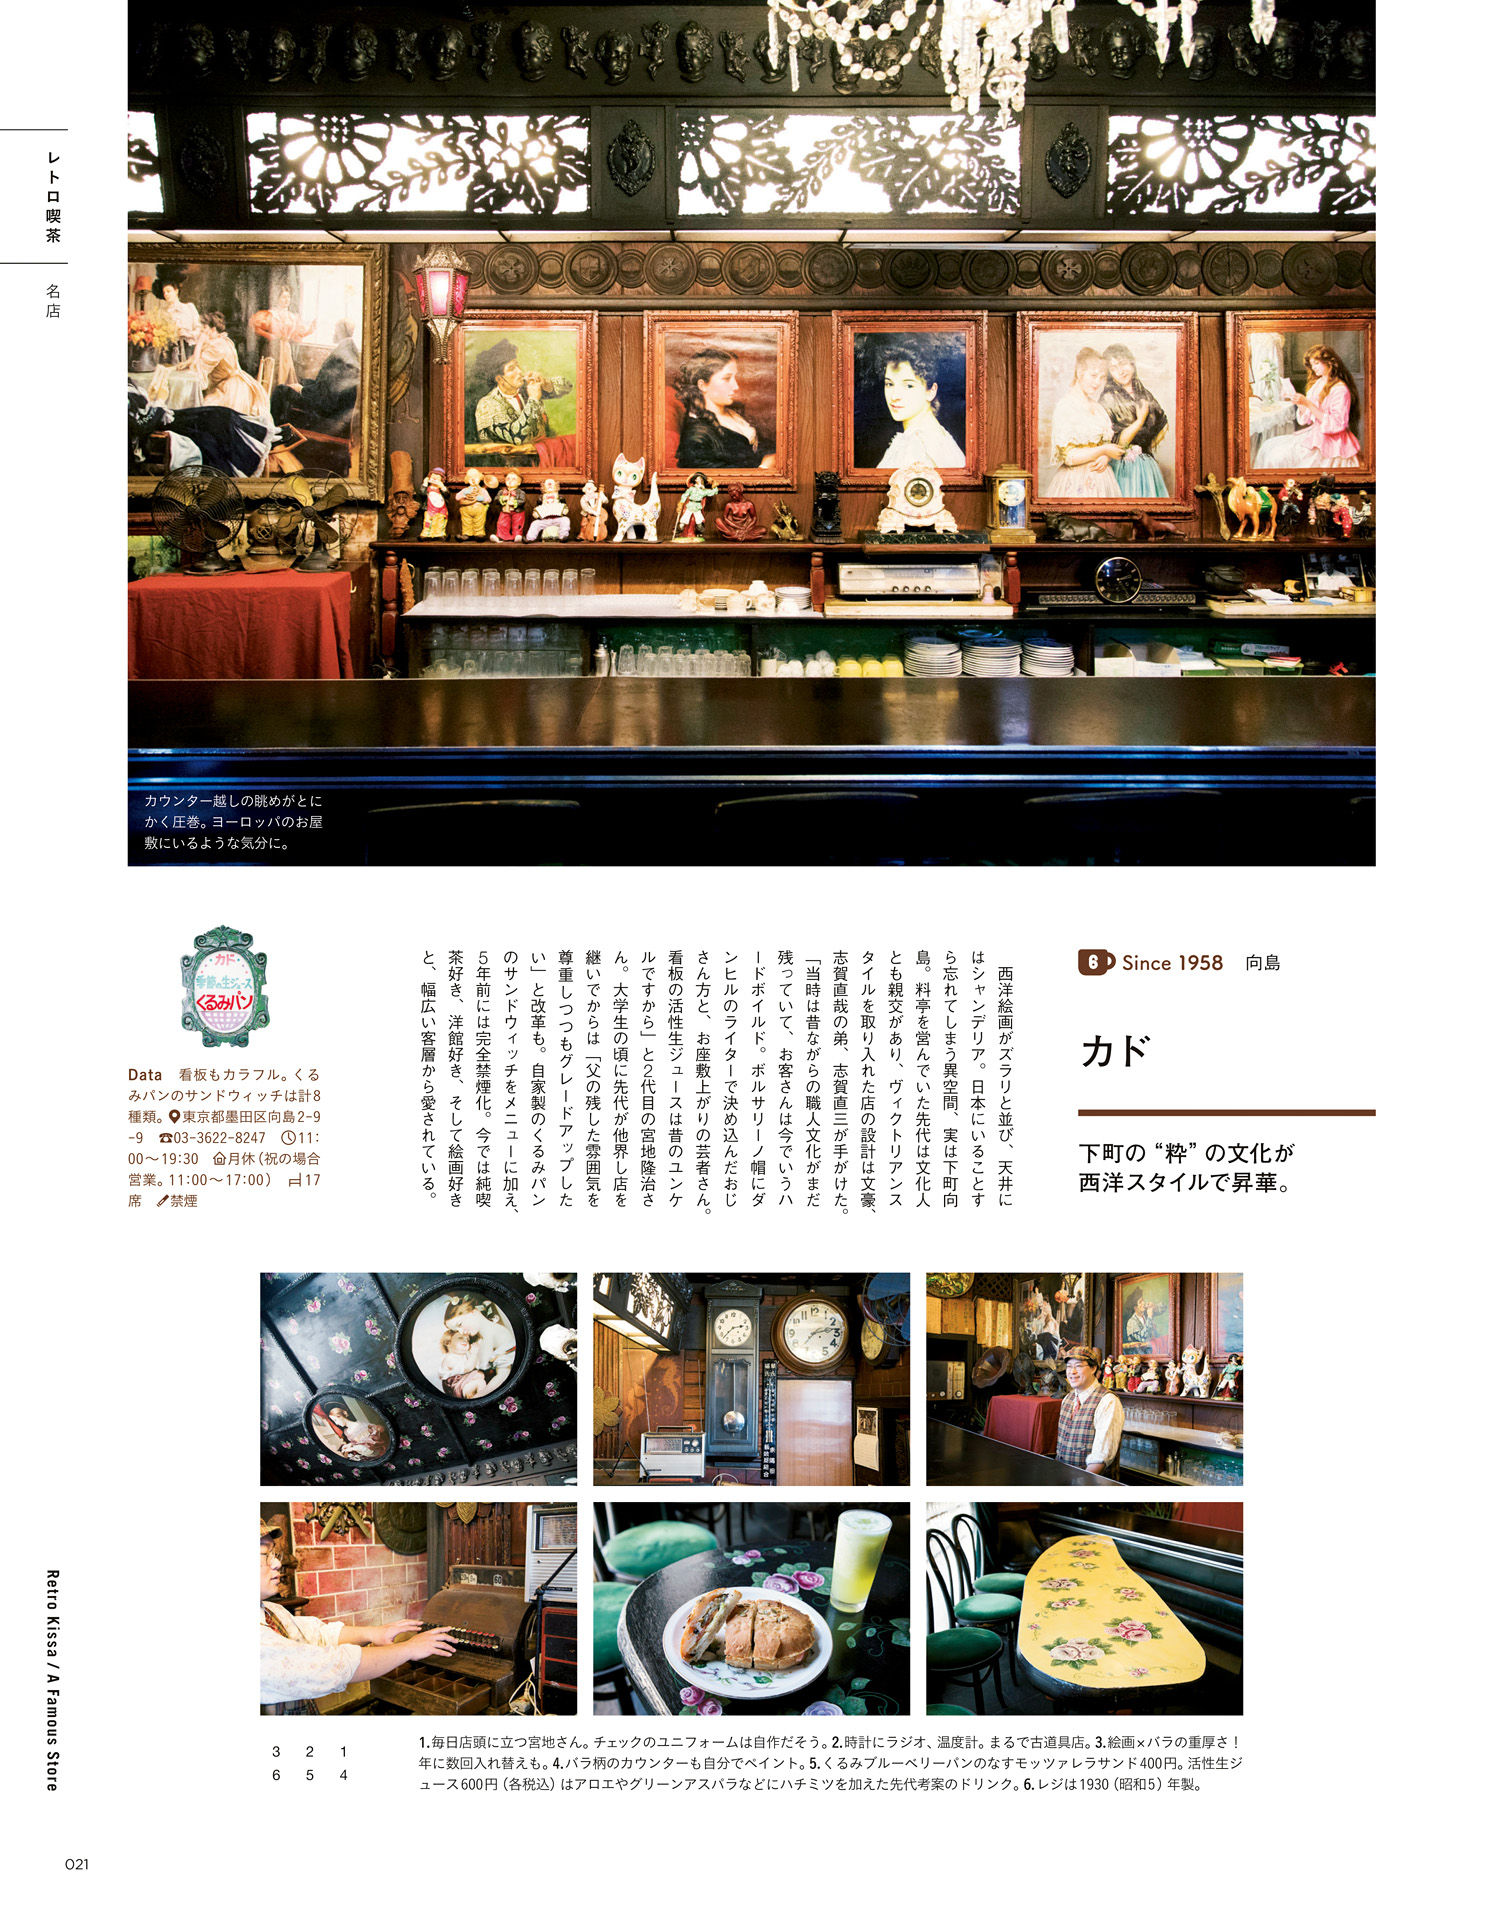 レトロ喫茶
名店
カウンター越しの眺めがとに
かく圧巻。ヨーロッパのお屋
敷にいるような気分に。
6 Since 1958 向島
カド
下町の“粋”の文化が
西洋スタイルで昇華。
西洋絵画がズラリと並び、天井に
はシャンデリア。日本にいることす
ら忘れてしまう異空間、実は下町向
島。料亭を営んでいた先代は文化人
とも親交があり、ヴィクトリアンス
タイルを取り入れた店の設計は文豪、
志賀直哉の弟、志賀直三が手がけた。
「当時は昔ながらの職人文化がまだ
残っていて、お客さんは今でいうハ
ードボイルド。ボルサリーノ帽にダ
ンヒルのライターで決め込んだおじ
さん方と、お座敷上がりの芸者さん。
看板の活性生ジュースは昔のユンケ
ルですから」と2代目の宮地隆治さ
ん。大学生の頃に先代が他界し店を
継いでからは「父の残した雰囲気を
尊重しつつもグレードアップした
い」と改革も。自家製のくるみパン
のサンドウィッチをメニューに加え、
5年前には完全禁煙化。今では純喫
茶好き、洋館好き、そして絵画好き
と、幅広い客層から愛されている。
カド
季節の生ジュース
くるみパン
Data 看板もカラフル。くる
みパンのサンドウィッチは計8
種類。東京都墨田区向島2-9
-9 ☎03-3622-8247 11:
00〜19:30 月休(祝の場合
営業。11:00〜17:00) 17
席 禁煙
3 2 1
6 5 4
1.毎日店頭に立つ宮地さん。チェックのユニフォームは自作だそう。2.時計にラジオ、温度計。まるで古道具店。3.絵画×バラの重厚さ!
年に数回入れ替えも。4.バラ柄のカウンターも自分でペイント。5.くるみブルーベリーパンのなすモッツァレラサンド400円。活性生ジ
ュース600円(各税込)はアロエやグリーンアスパラなどにハチミツを加えた先代考案のドリンク。6.レジは1930(昭和5)年製。
Retro Kissa / A Famous Store
021